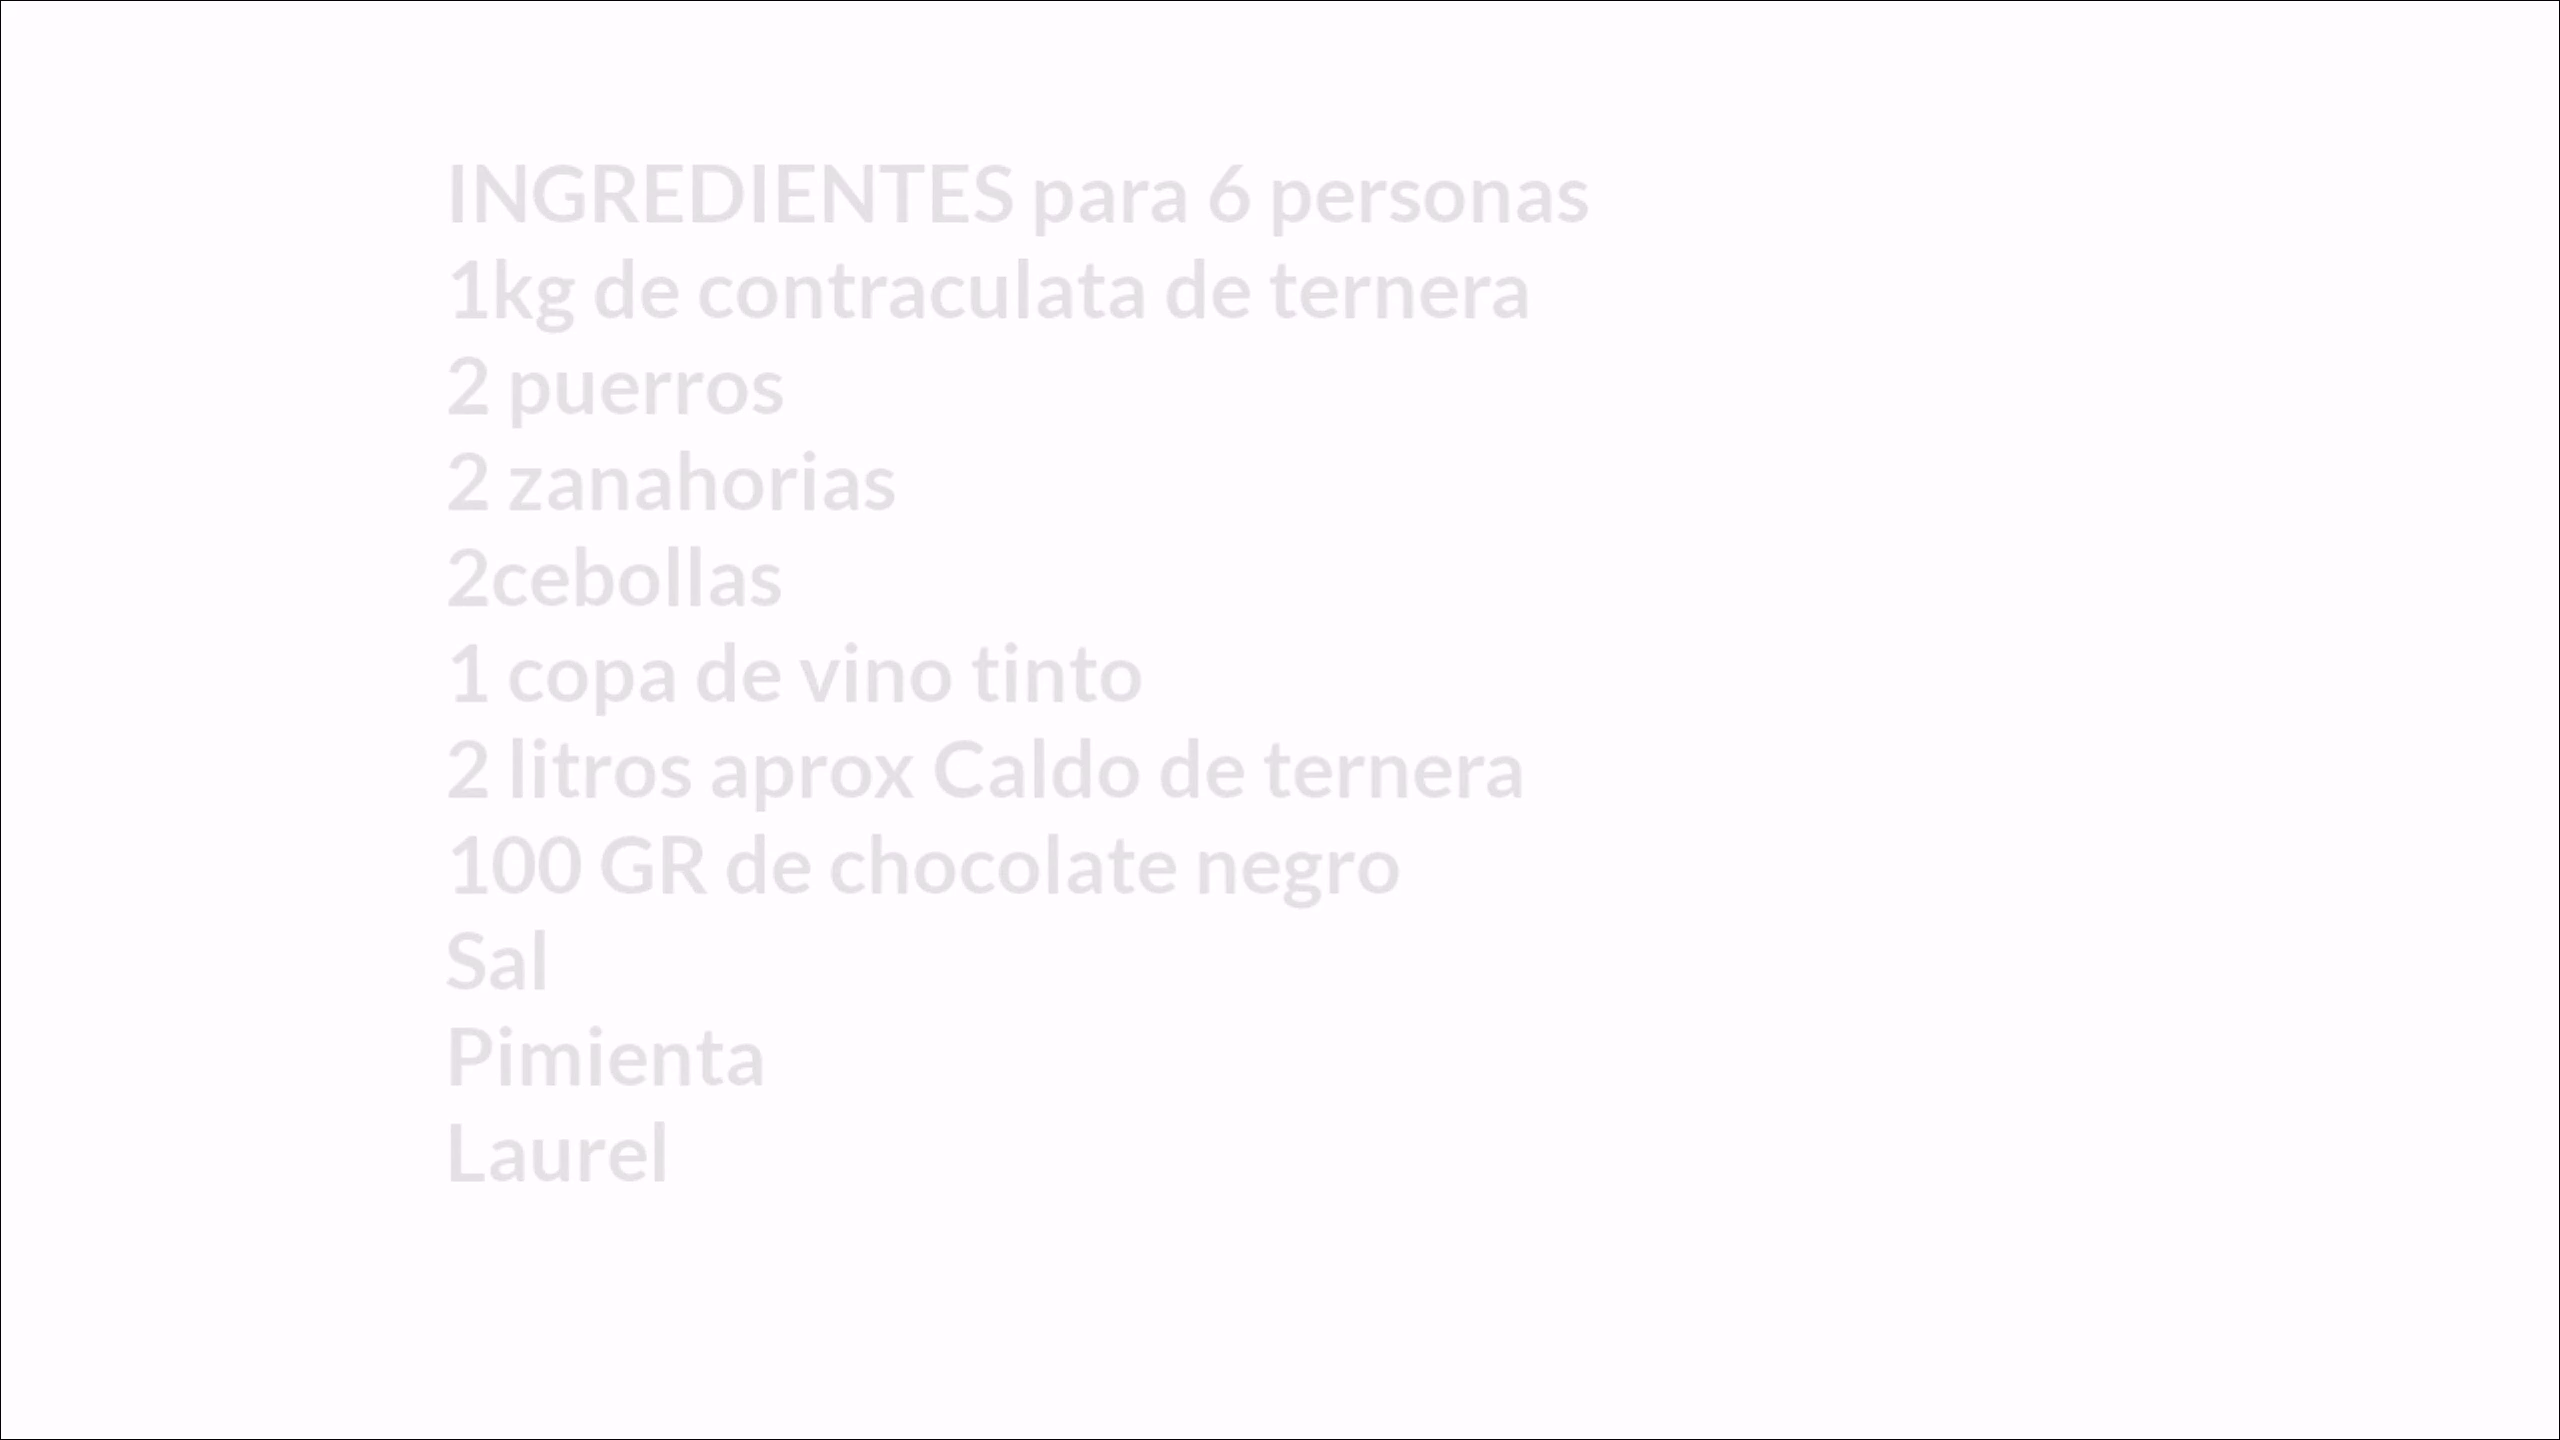 INGREDIENTES para 6 personas
1kg de contraculata de ternera
2 puerros
2 zanahorias
2cebollas
1 copa de vino tinto
2 litros aprox Caldo de ternera
100 GR de chocolate negro
Sal
Pimienta
Laurel